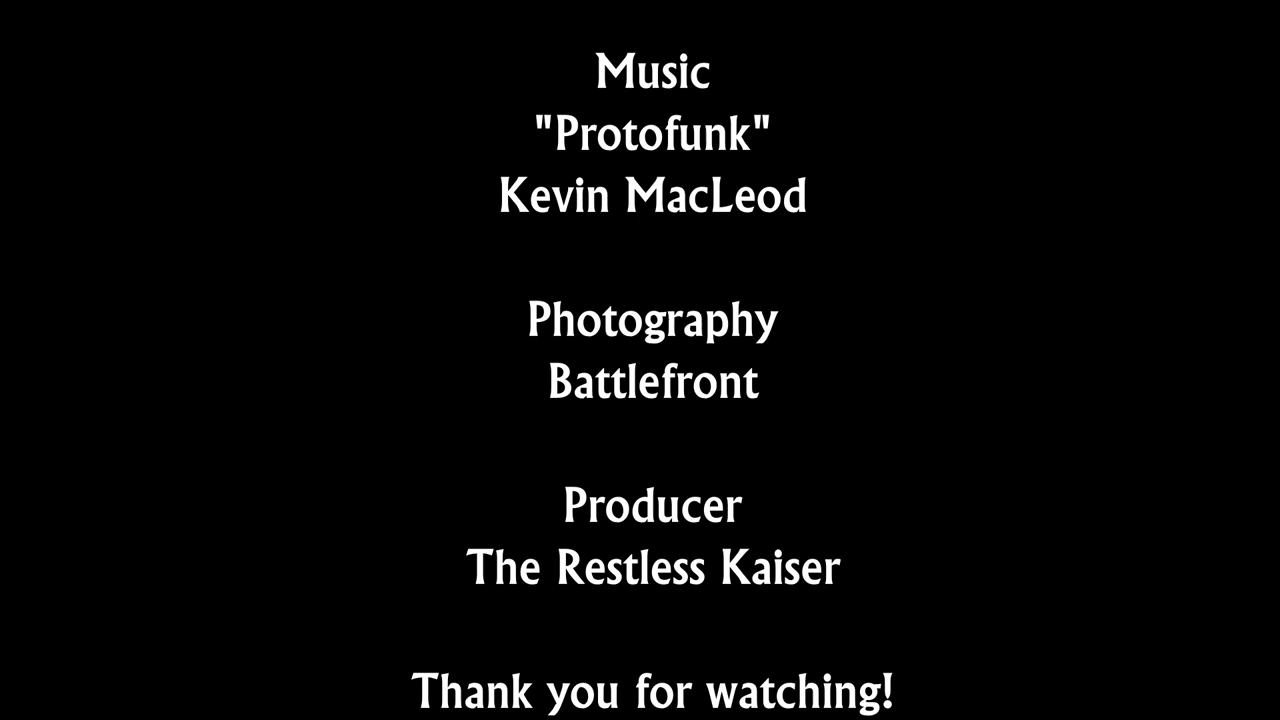 Music
"Protofunk"
Kevin MacLeod
Photography
Battlefront
Producer
The Restless Kaiser
Thank you for watching!